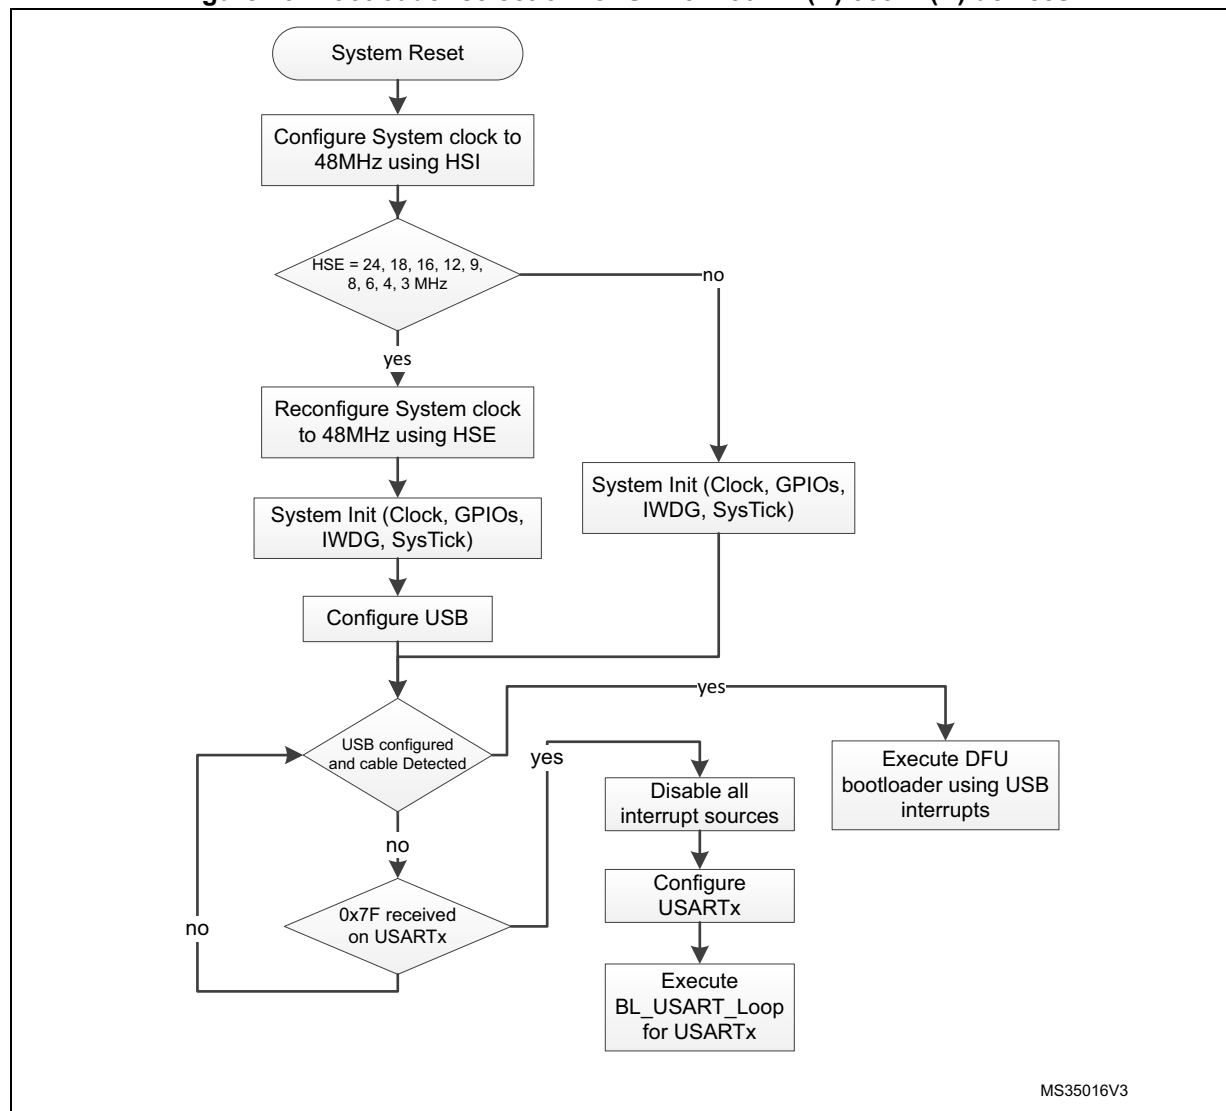 System Reset
Configure System clock to
48MHz using HSI
HSE = 24, 18, 16, 12, 9,
8, 6, 4, 3 MHz
no
yes
Reconfigure System clock
to 48MHz using HSE
System Init (Clock, GPIOs,
IWDG, SysTick)
System Init (Clock, GPIOs,
IWDG, SysTick)
Configure USB
yes
USB configured
and cable Detected
yes
Execute DFU
bootloader using USB
interrupts
Disable all
interrupt sources
no
Configure
USARTx
0x7F received
on USARTx
no
Execute
BL_USART_Loop
for USARTx
MS35016V3